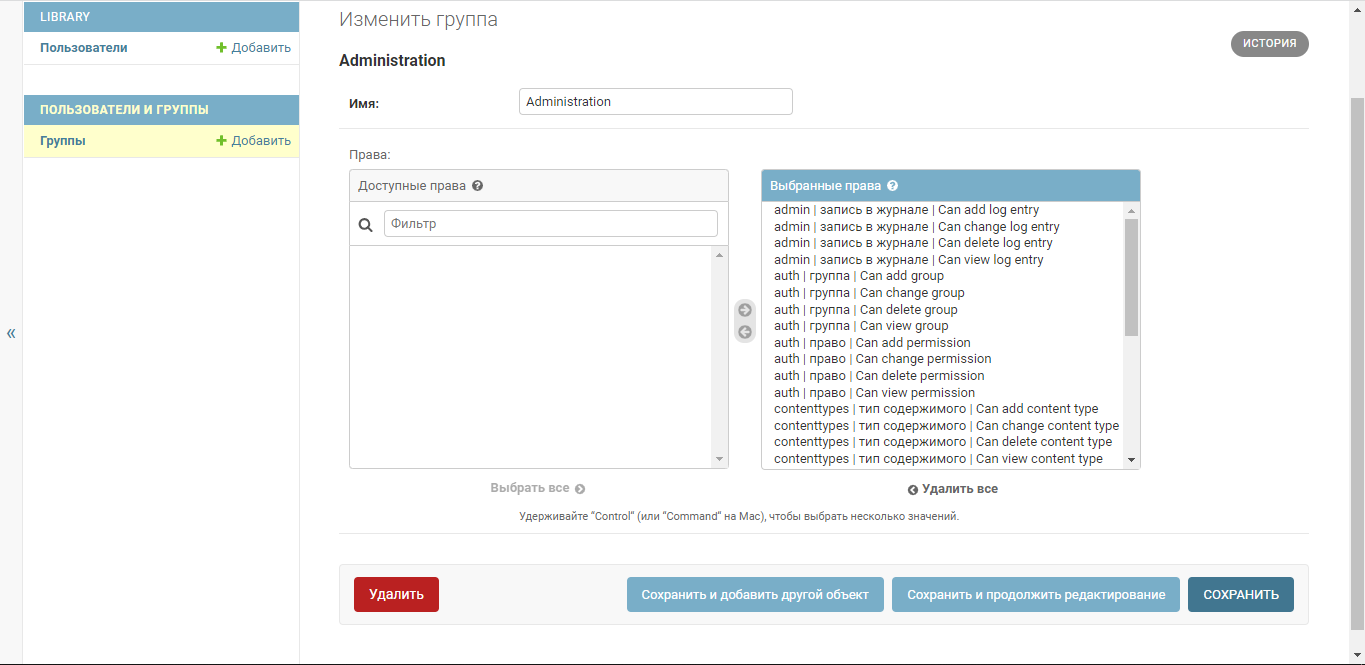 LIBRARY
Пользователи
Добавить
ПОЛЬЗОВАТЕЛИ И ГРУППЫ
Группы
Добавить
«
Изменить группа
ИСТОРИЯ
Administration
Имя:
Administration
Права:
Доступные права ?
Фильтр
Выбрать все
Выбранные права ?
admin | запись в журнале | Can add log entry
admin | запись в журнале | Can change log entry
admin | запись в журнале | Can delete log entry
admin | запись в журнале | Can view log entry
auth | группа | Can add group
auth | группа | Can change group
auth | группа | Can delete group
auth | группа | Can view group
auth | право | Can add permission
auth | право | Can change permission
auth | право | Can delete permission
auth | право | Can view permission
contenttypes | тип содержимого | Can add content type
contenttypes | тип содержимого | Can change content type
contenttypes | тип содержимого | Can delete content type
contenttypes | тип содержимого | Can view content type
Удалить все
Удерживайте “Control“ (или “Command“ на Mac), чтобы выбрать несколько значений.
Удалить
Сохранить и добавить другой объект
Сохранить и продолжить редактирование
СОХРАНИТЬ